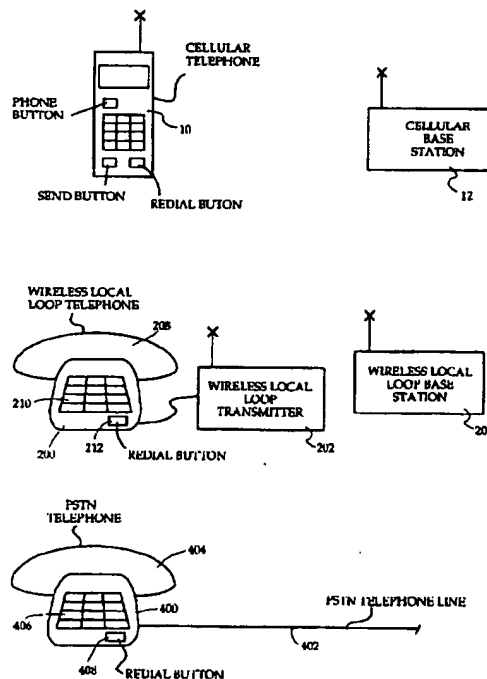 CELLULAR
TELEPHONE
PHONE
BUTTON
10
SEND BUTTON
REDIAL BUTON
CELLULAR
BASE
STATION
12
WIRELESS LOCAL
LOOP TELEPHONE
208
210
200
212
REDIAL BUTTON
WIRELESS LOCAL LOOP
TRANSMITTER
202
WIRELESS LOCAL
LOOP BASE
STATION
20
PSTN
TELEPHONE
404
400
406
408
REDIAL BUTTON
PSTN TELEPHONE LINE
402